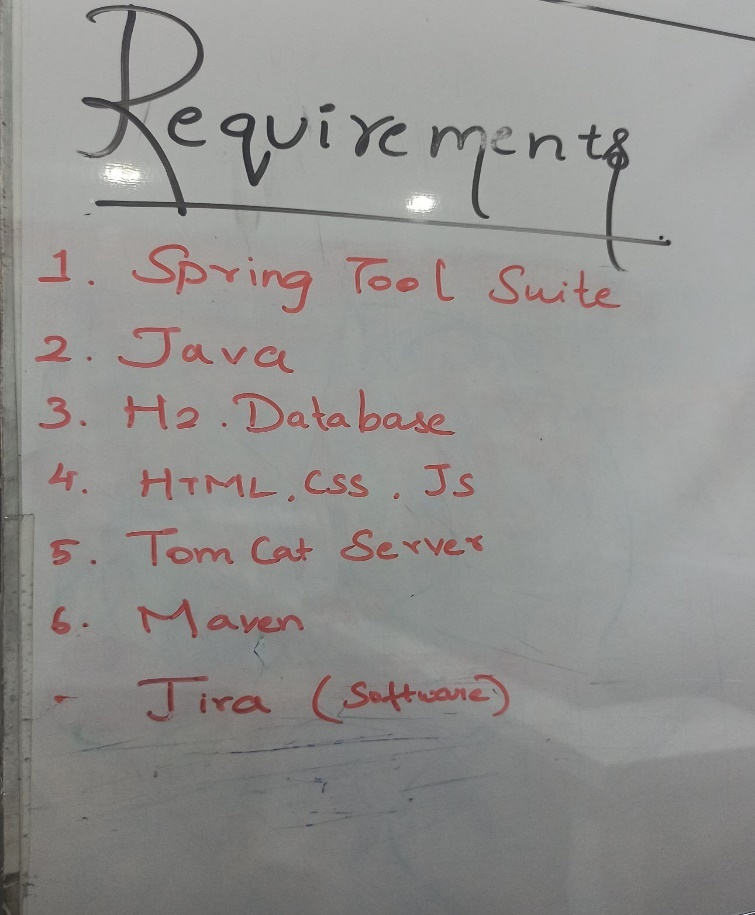 Requirements
1. Spring Tool Suite
2. Java
3. H2. Database
4. HTML, CSS, JS
5. Tom Cat Server
6. Maven
- Jira (Software)